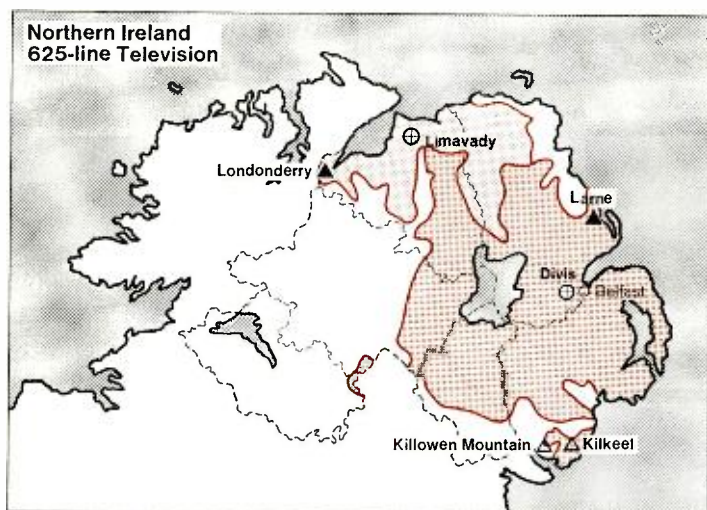 Northern Ireland
625-line Television
Limavady
Londonderry
Larne
Divis
Belfast
Killowen Mountain
Kilkeel